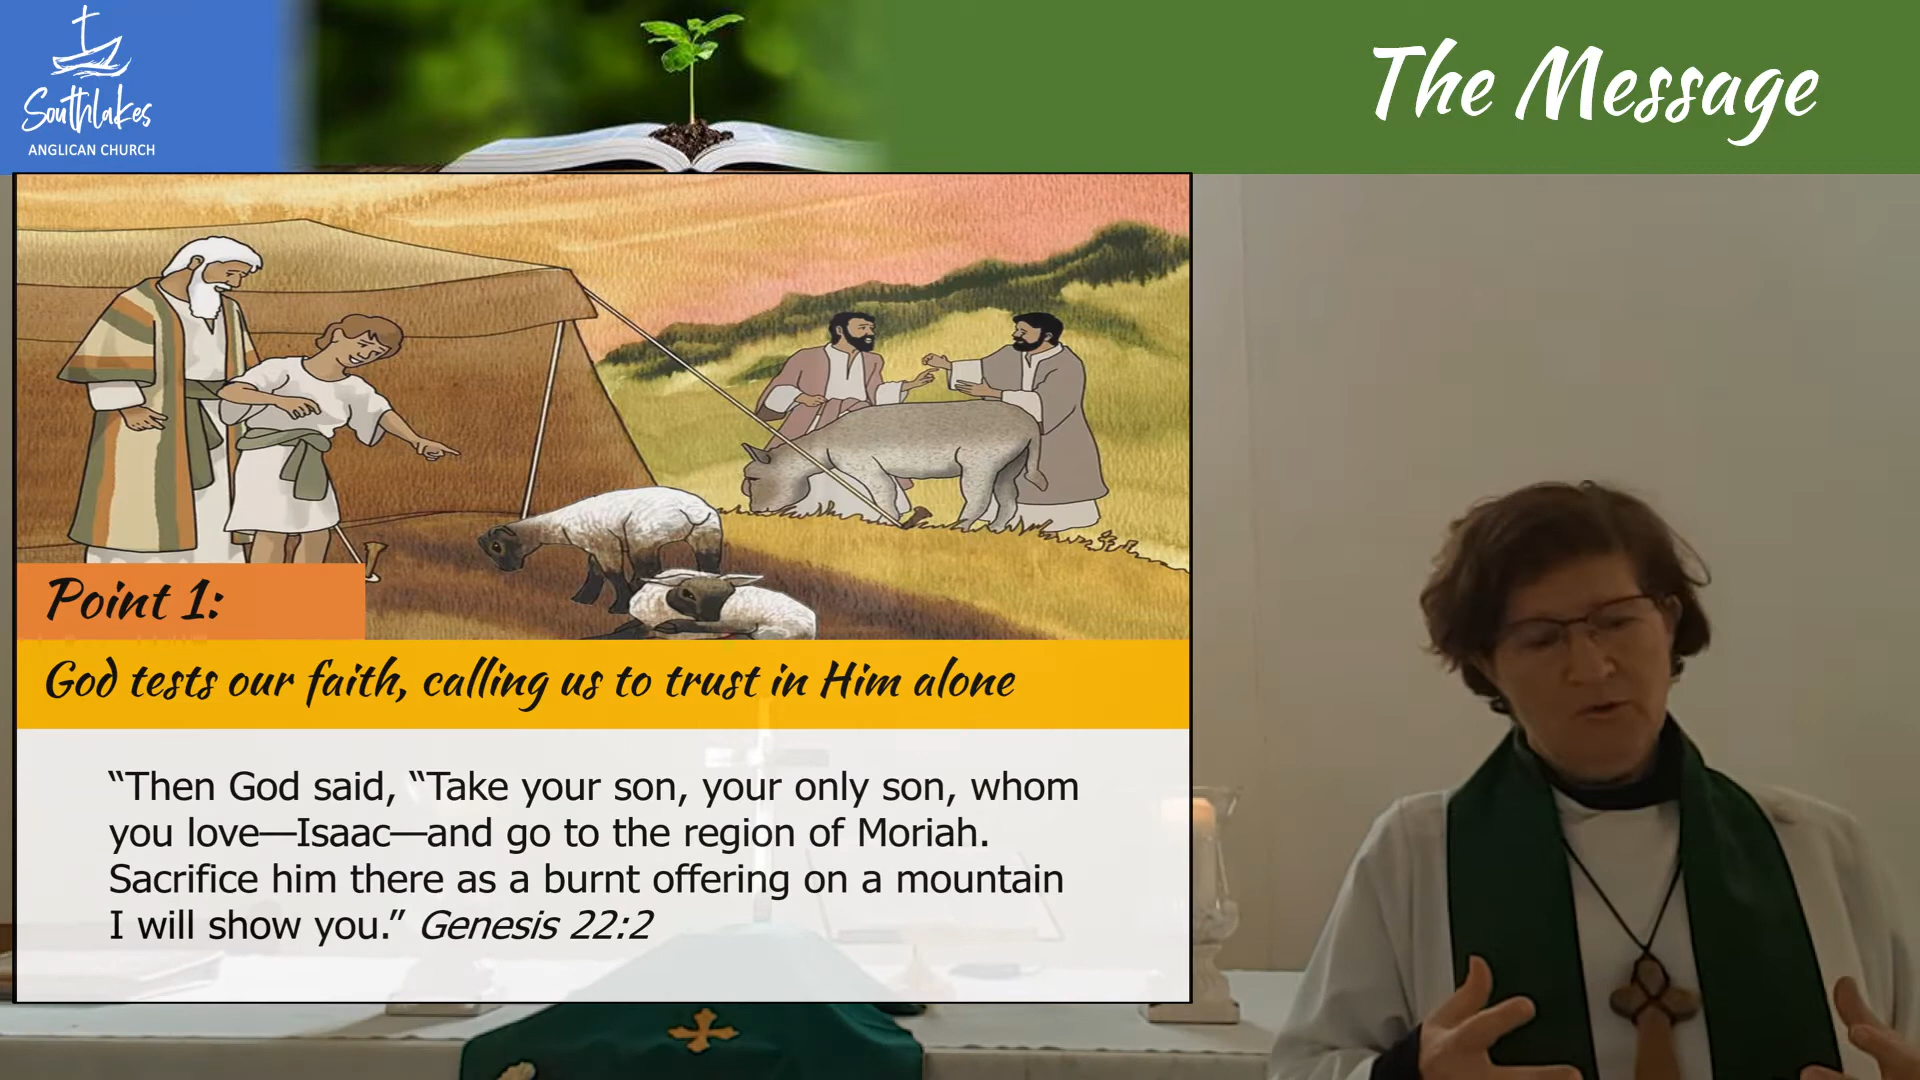 Southlakes
ANGLICAN CHURCH
The Message
Point 1:
God tests our faith, calling us to trust in Him alone
“Then God said, “Take your son, your only son, whom
you love—Isaac—and go to the region of Moriah.
Sacrifice him there as a burnt offering on a mountain
I will show you.” Genesis 22:2